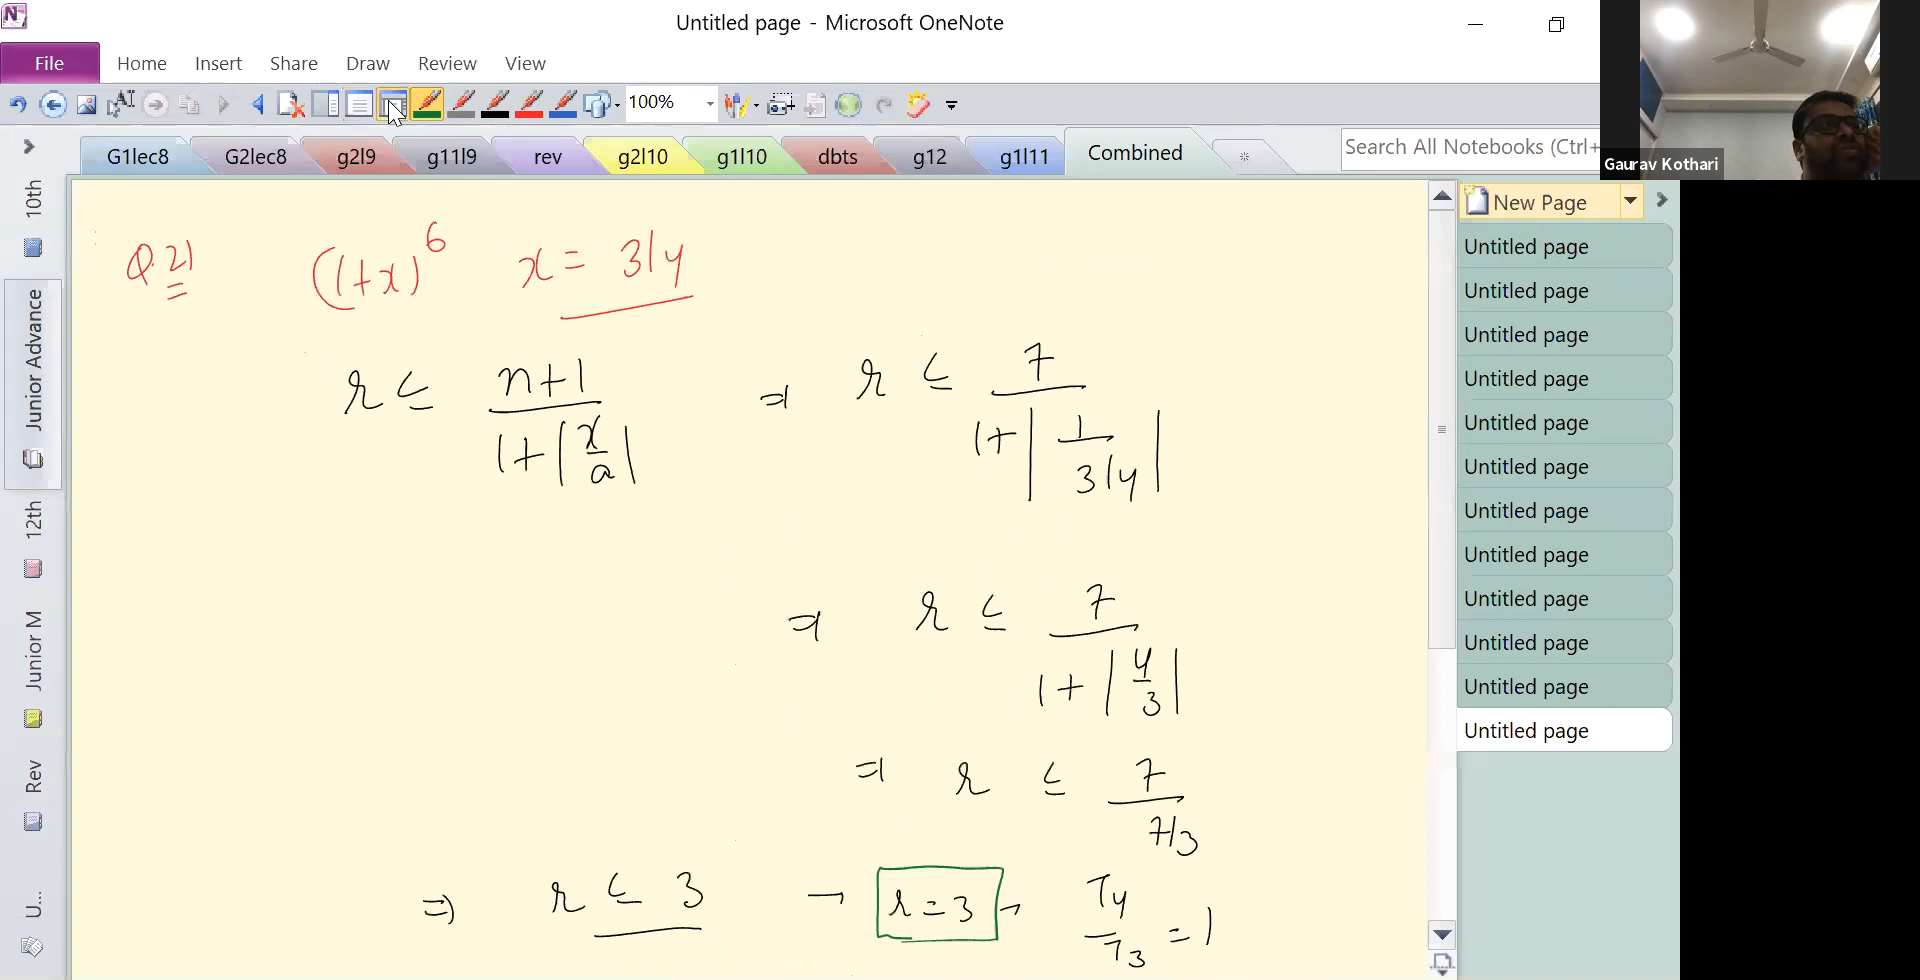 Untitled page - Microsoft OneNote
File Home Insert Share Draw Review View
100%
G1lec8 G2lec8 g2l9 g11l9 rev g2l10 g1l10 dbts g12 g1l11 Combined
Search All Notebooks (Ctrl+
Gaurav Kothari
10th
Junior Advance
12th
Junior M
Rev
U...
New Page
Untitled page
Untitled page
Untitled page
Untitled page
Untitled page
Untitled page
Untitled page
Untitled page
Untitled page
Untitled page
Untitled page
Untitled page
Q.21 (1+x)^6 x = 3/4
r ≤ (n+1)/(1+|x/a|) ⇒ r ≤ 7/(1+|1/(3/4)|)
⇒ r ≤ 7/(1+|4/3|)
⇒ r ≤ 7/(7/3)
⇒ r ≤ 3 → r=3 → T4/T3 = 1